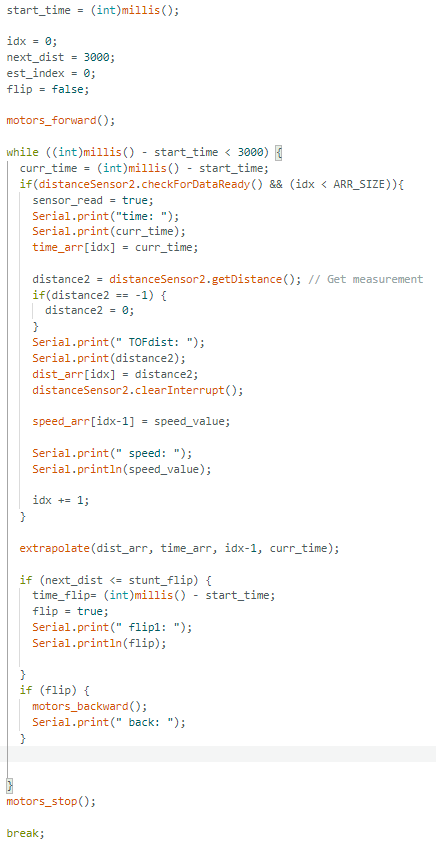 start_time = (int)millis();
idx = 0;
next_dist = 3000;
est_index = 0;
flip = false;
motors_forward();
while ((int)millis() - start_time < 3000) {
curr_time = (int)millis() - start_time;
if(distanceSensor2.checkForDataReady() && (idx < ARR_SIZE)){
sensor_read = true;
Serial.print("time: ");
Serial.print(curr_time);
time_arr[idx] = curr_time;
distance2 = distanceSensor2.getDistance(); // Get measurement
if(distance2 == -1) {
distance2 = 0;
}
Serial.print(" TOFdist: ");
Serial.print(distance2);
dist_arr[idx] = distance2;
distanceSensor2.clearInterrupt();
speed_arr[idx-1] = speed_value;
Serial.print(" speed: ");
Serial.println(speed_value);
idx += 1;
}
extrapolate(dist_arr, time_arr, idx-1, curr_time);
if (next_dist <= stunt_flip) {
time_flip= (int)millis() - start_time;
flip = true;
Serial.print(" flip1: ");
Serial.println(flip);
}
if (flip) {
motors_backward();
Serial.print(" back: ");
}
}
motors_stop();
break;